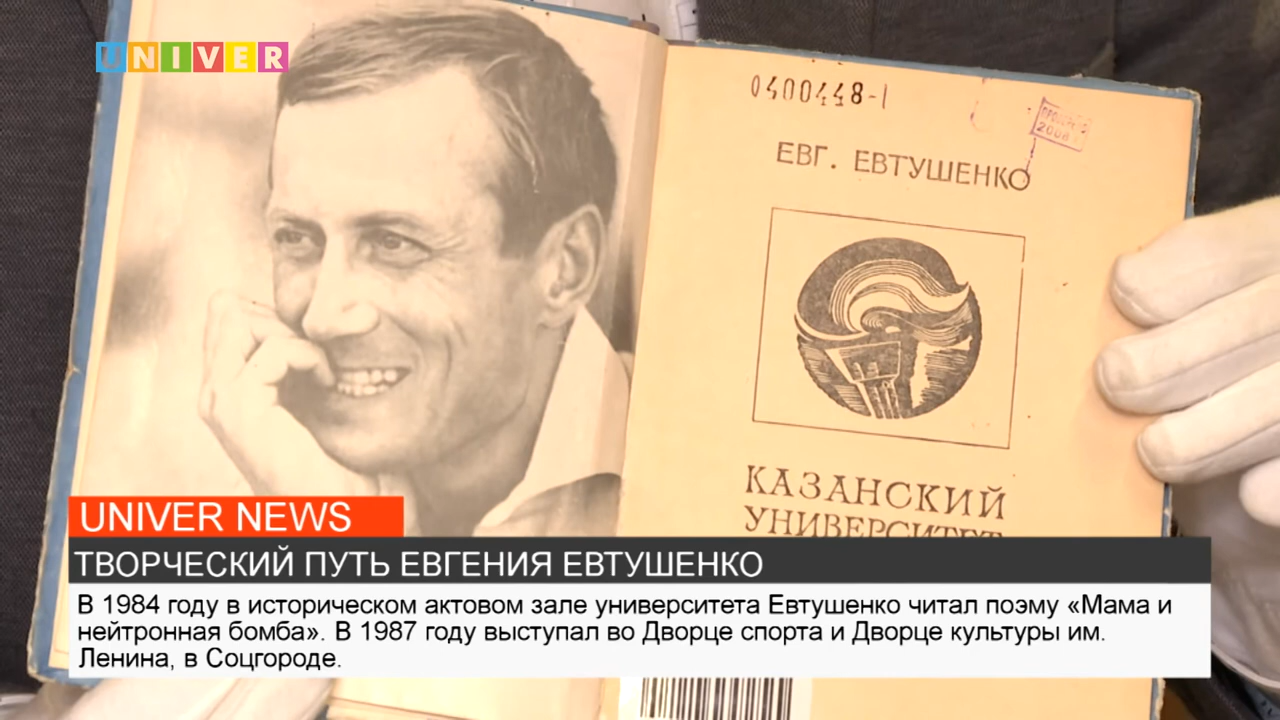 UNIVER
0400448-1
ЕВГ. ЕВТУШЕНКО
КАЗАНСКИЙ
УНИВЕРСИТЕТ
UNIVER NEWS
ТВОРЧЕСКИЙ ПУТЬ ЕВГЕНИЯ ЕВТУШЕНКО
В 1984 году в историческом актовом зале университета Евтушенко читал поэму «Мама и
нейтронная бомба». В 1987 году выступал во Дворце спорта и Дворце культуры им.
Ленина, в Соцгороде.